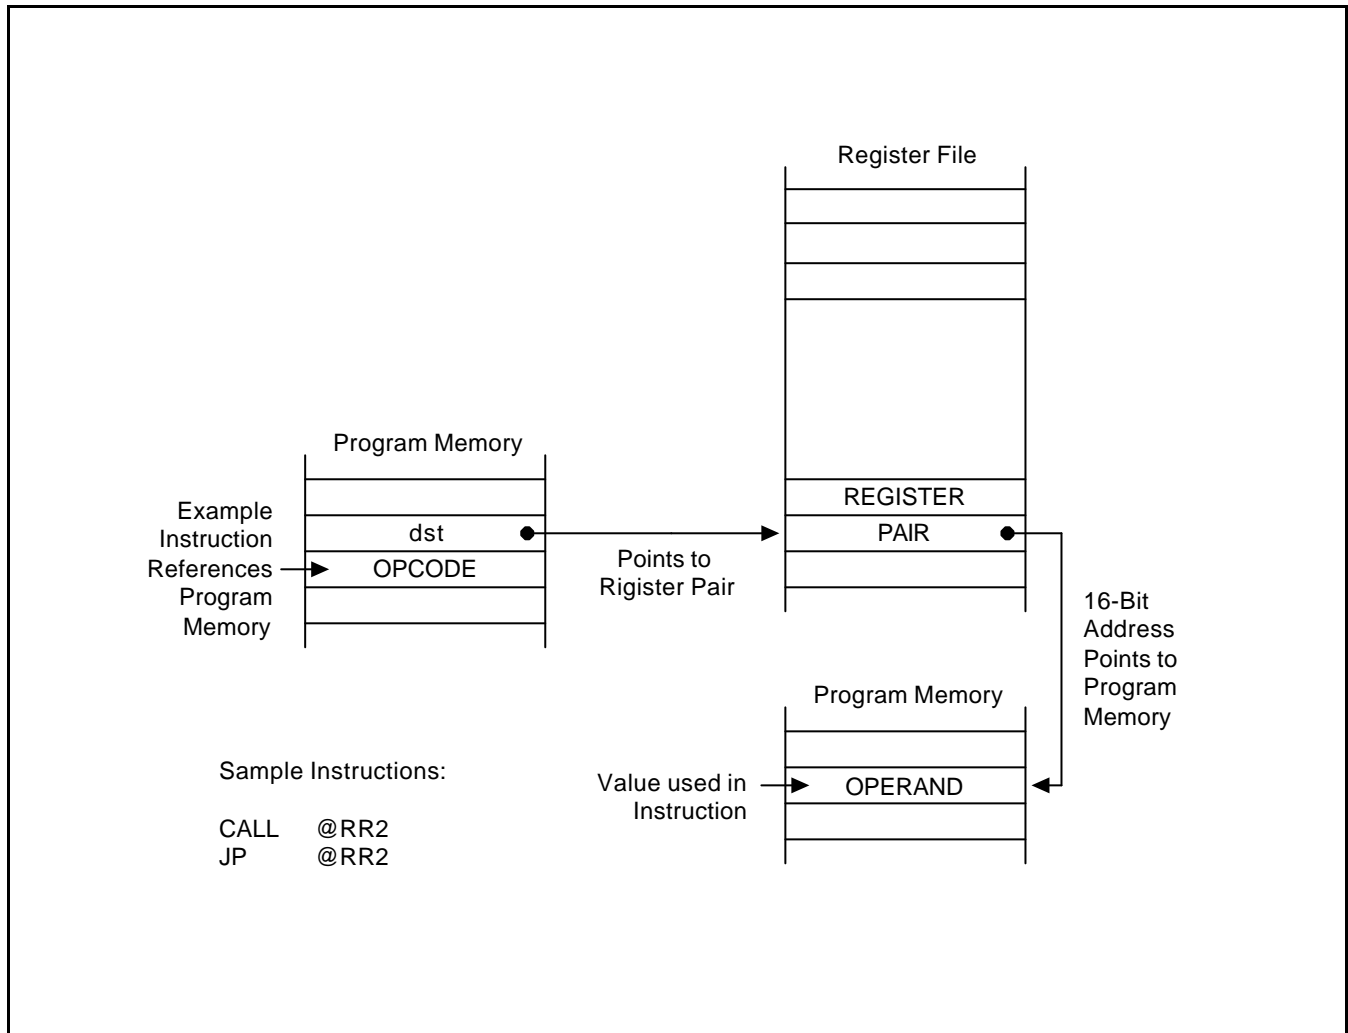 Register File
Program Memory
REGISTER
Example
Instruction
References
Program
Memory
dst
PAIR
OPCODE
Points to
Rigister Pair
16-Bit
Address
Points to
Program
Memory
Program Memory
Sample Instructions:
Value used in
Instruction
OPERAND
CALL @RR2
JP @RR2